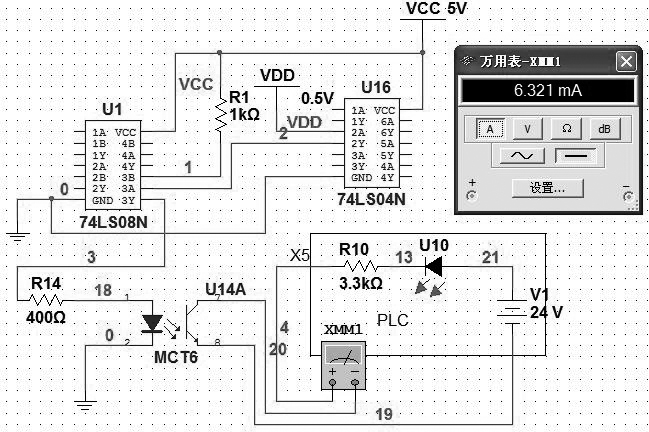 VCC 5V
万用表-XMM1
6.321 mA
A V Ω dB
设置...
+ -
VCC
R1
1kΩ
VDD
0.5V
U16
1A VCC
1Y 6A
2A 6Y
2Y 5A
3A 5Y
3Y 4A
GND 4Y
74LS04N
VDD
2
U1
1A VCC
1B 4B
1Y 4A
2A 4Y
2B 3B
2Y 3A
GND 3Y
74LS08N
1
0
3
R14
400Ω
18
1
2
0
U14A
7
8
MCT6
4
20
X5
R10
3.3kΩ
13
U10
21
V1
24 V
PLC
XMM1
+ -
19